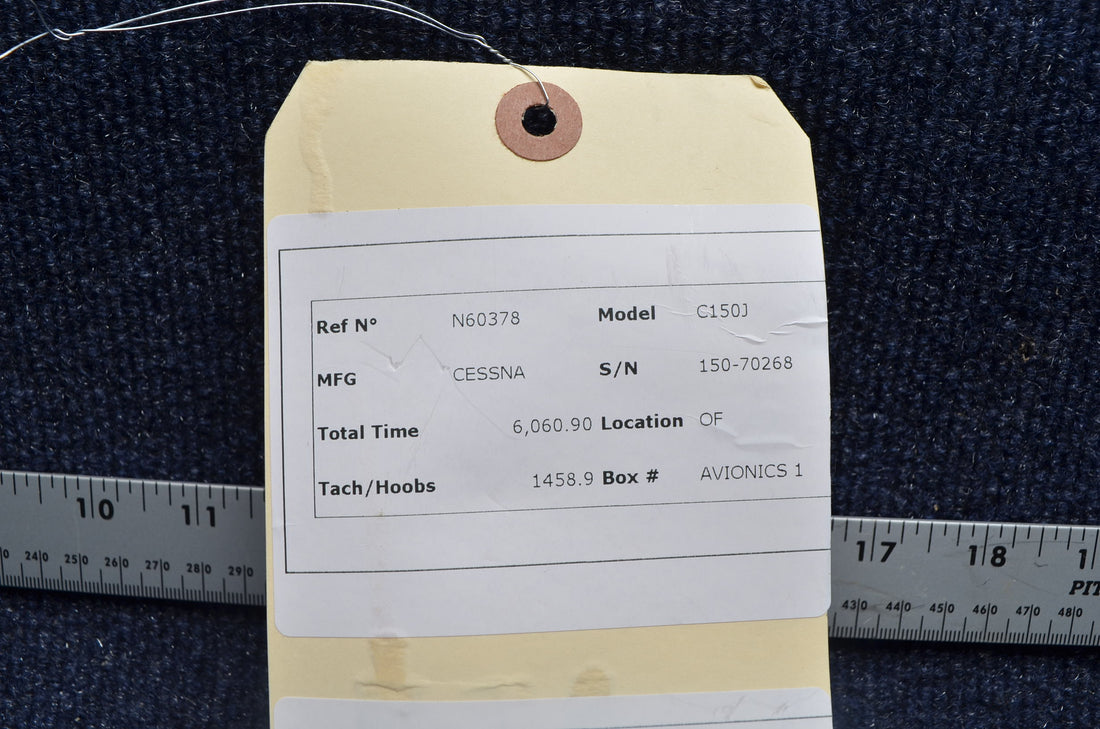 Ref N° N60378 Model C150J
MFG CESSNA S/N 150-70268
Total Time 6,060.90 Location OF
Tach/Hoobs 1458.9 Box # AVIONICS 1
10 11
240 250 260 270 280 290
17 18 1
PIT
430 440 450 460 470 480